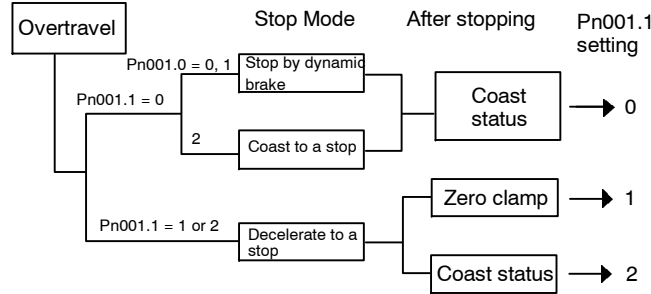 Stop Mode
After stopping
Pn001.1
setting
Overtravel
Pn001.0 = 0, 1
Stop by dynamic
brake
Pn001.1 = 0
Coast
status
0
2
Coast to a stop
Zero clamp
1
Pn001.1 = 1 or 2
Decelerate to a
stop
Coast status
2